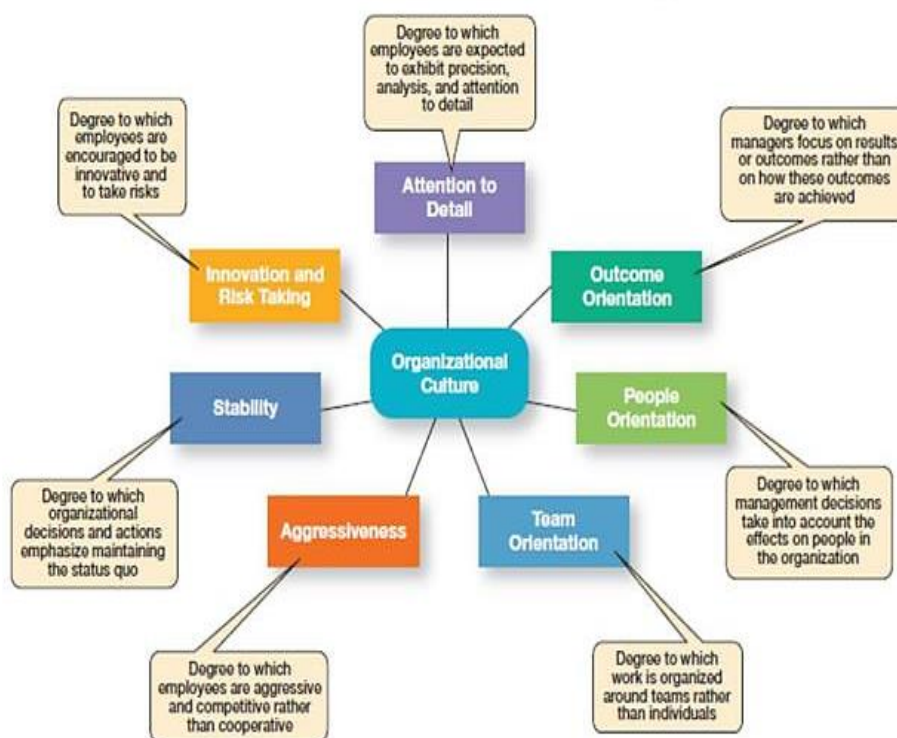 Degree to which
employees are expected
to exhibit precision,
analysis, and attention
to detail
Degree to which
employees are
encouraged to be
innovative and
to take risks
Degree to which
managers focus on results
or outcomes rather than
on how these outcomes
are achieved
Attention to
Detail
Innovation and
Risk Taking
Outcome
Orientation
Organizational
Culture
Stability
People
Orientation
Degree to which
organizational
decisions and actions
emphasize maintaining
the status quo
Aggressiveness
Team
Orientation
Degree to which
management decisions
take into account the
effects on people in
the organization
Degree to which
employees are aggressive
and competitive rather
than cooperative
Degree to which
work is organized
around teams rather
than individuals